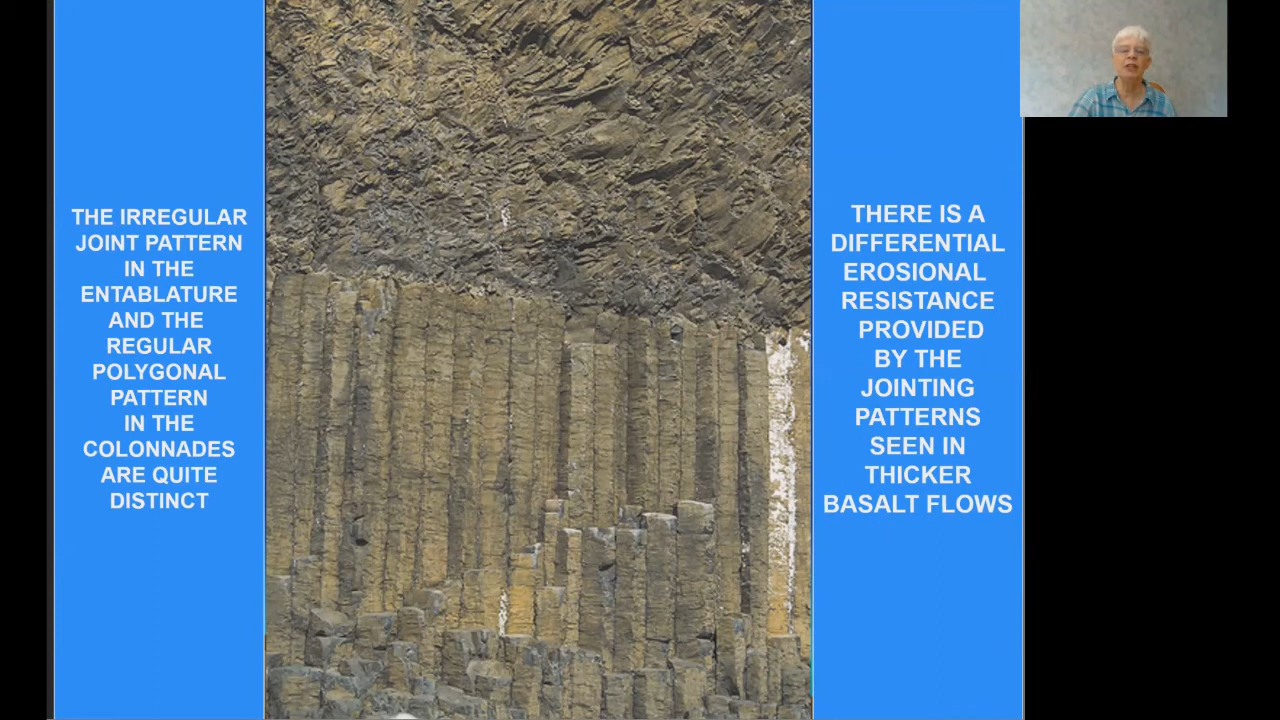 THE IRREGULAR
JOINT PATTERN
IN THE
ENTABLATURE
AND THE
REGULAR
POLYGONAL
PATTERN
IN THE
COLONNADES
ARE QUITE
DISTINCT
THERE IS A
DIFFERENTIAL
EROSIONAL
RESISTANCE
PROVIDED
BY THE
JOINTING
PATTERNS
SEEN IN
THICKER
BASALT FLOWS